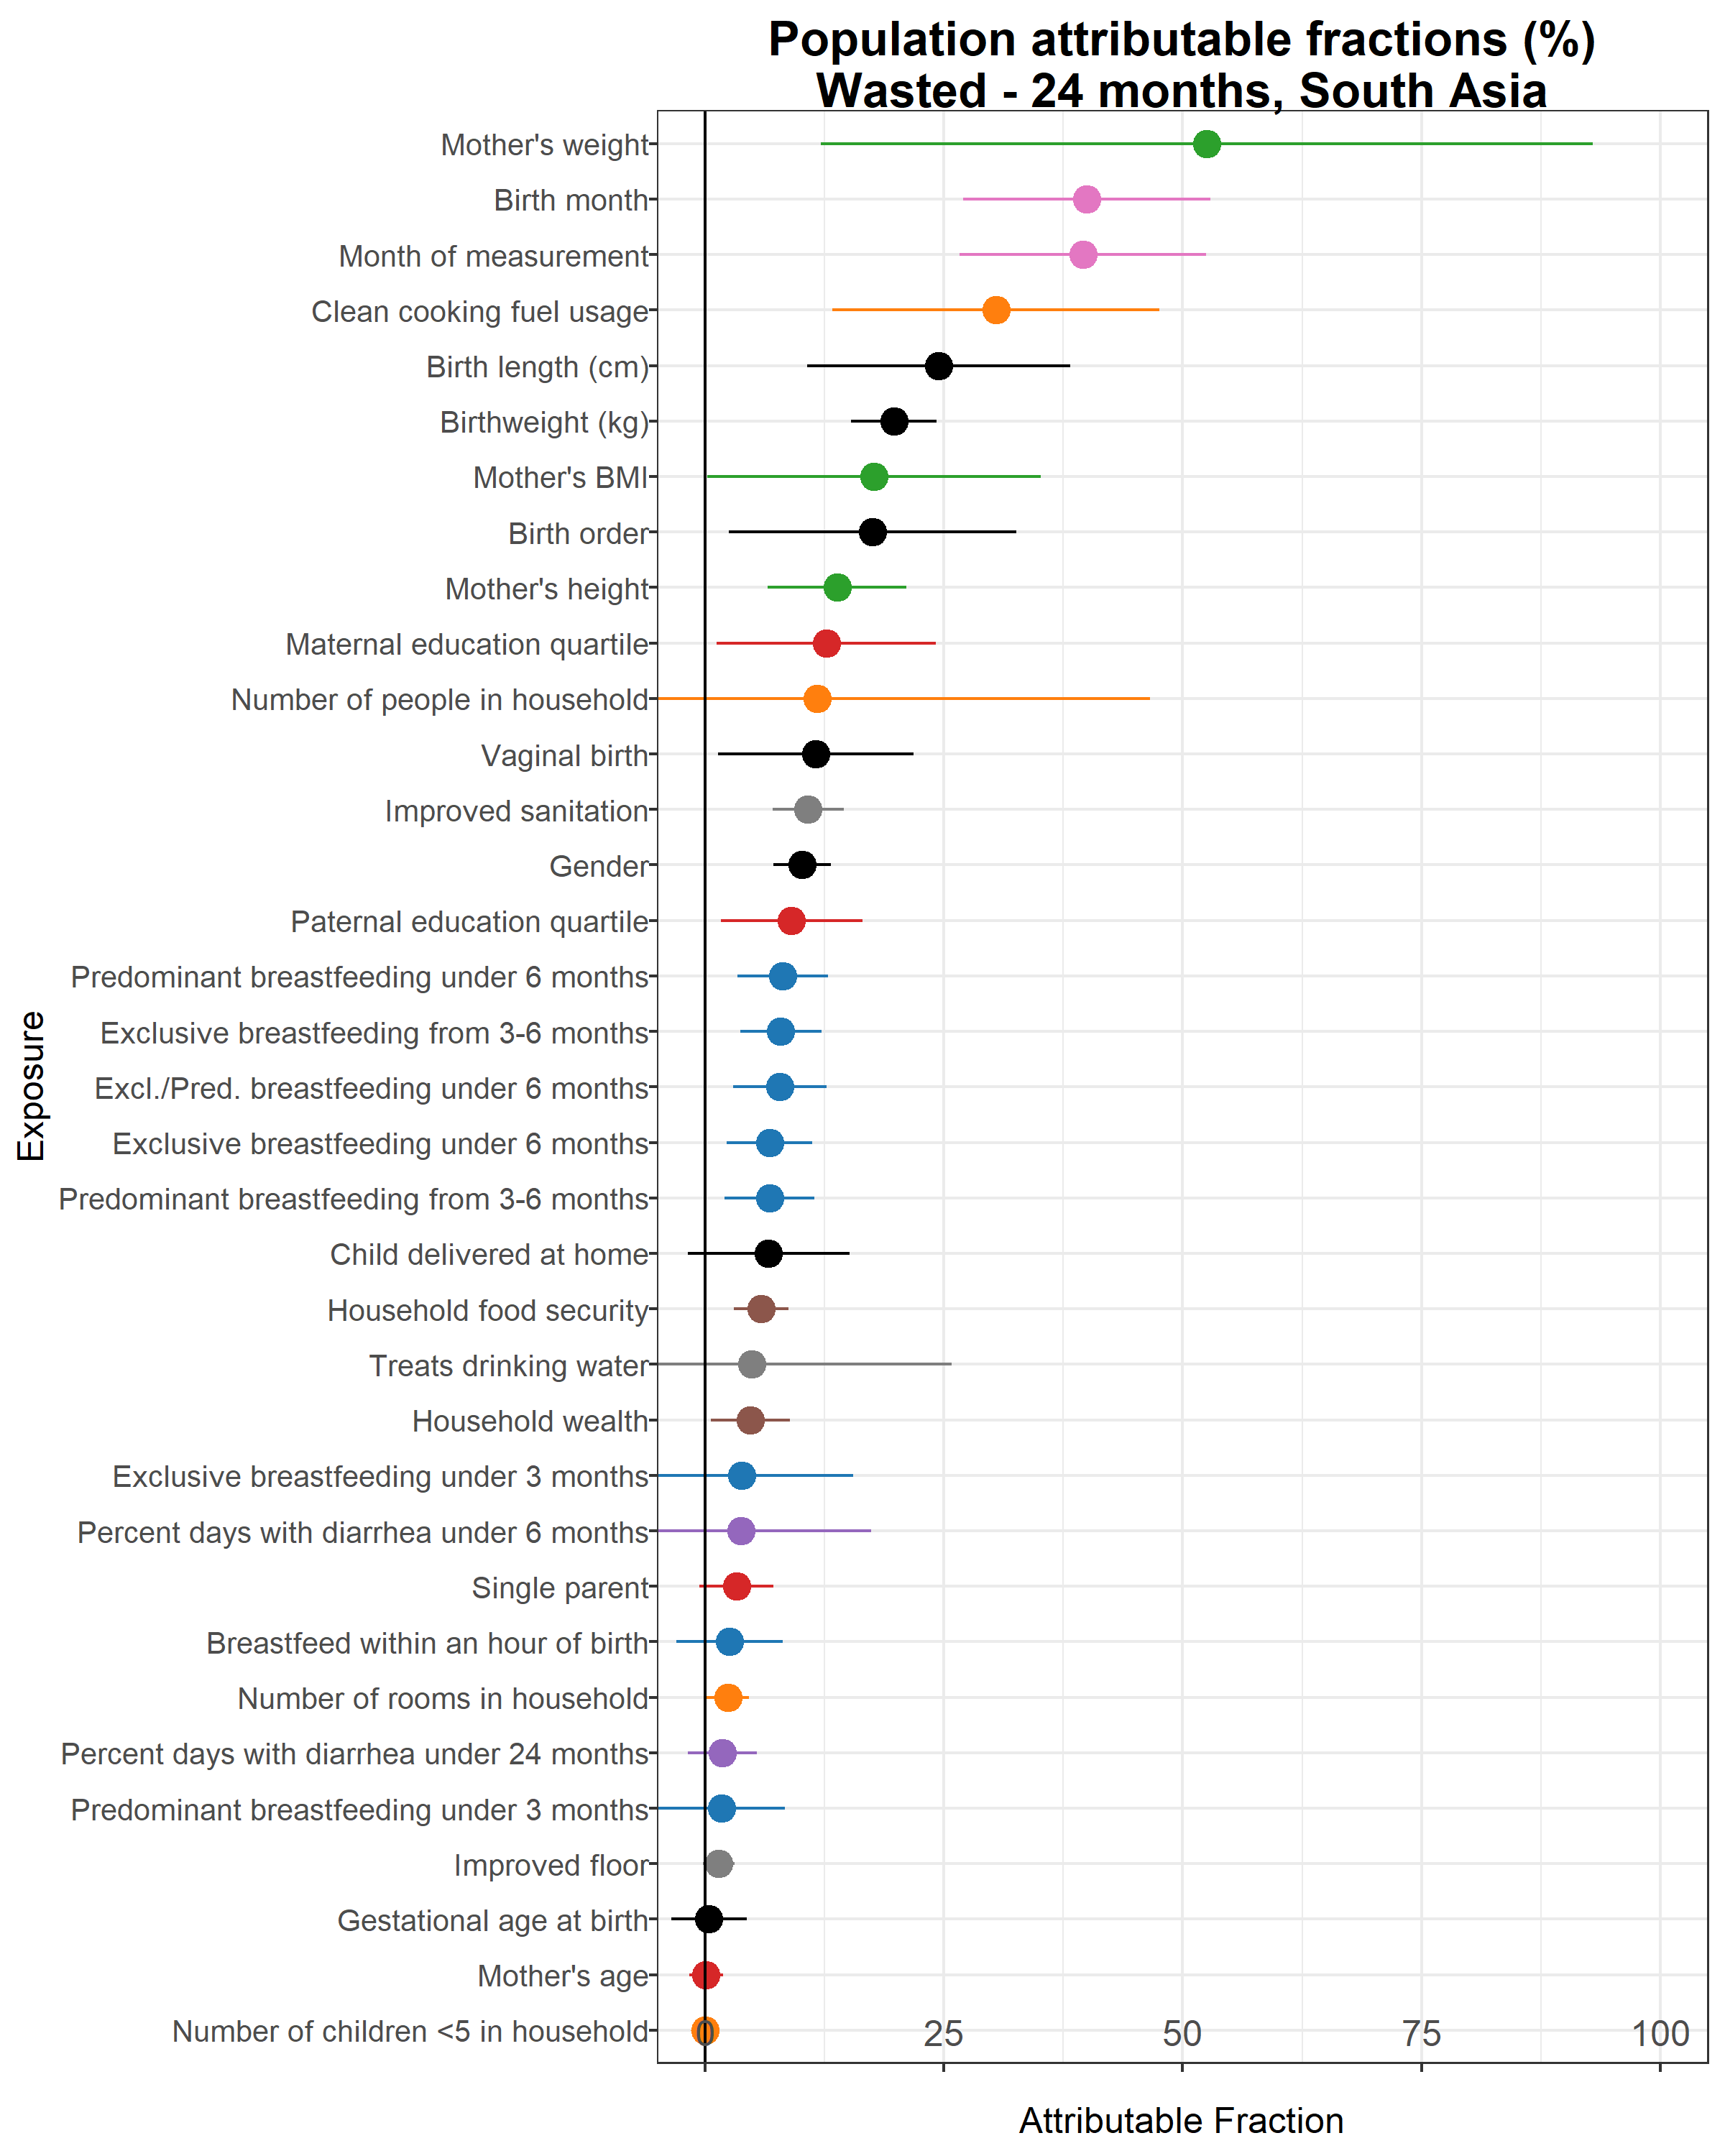 Population attributable fractions (%)
Wasted - 24 months, South Asia
Mother's weight
Birth month
Month of measurement
Clean cooking fuel usage
Birth length (cm)
Birthweight (kg)
Mother's BMI
Birth order
Mother's height
Maternal education quartile
Number of people in household
Vaginal birth
Improved sanitation
Gender
Paternal education quartile
Predominant breastfeeding under 6 months
Exclusive breastfeeding from 3-6 months
Excl./Pred. breastfeeding under 6 months
Exclusive breastfeeding under 6 months
Predominant breastfeeding from 3-6 months
Child delivered at home
Household food security
Treats drinking water
Household wealth
Exclusive breastfeeding under 3 months
Percent days with diarrhea under 6 months
Single parent
Breastfeed within an hour of birth
Number of rooms in household
Percent days with diarrhea under 24 months
Predominant breastfeeding under 3 months
Improved floor
Gestational age at birth
Mother's age
Number of children <5 in household
Exposure
0 25 50 75 100
Attributable Fraction